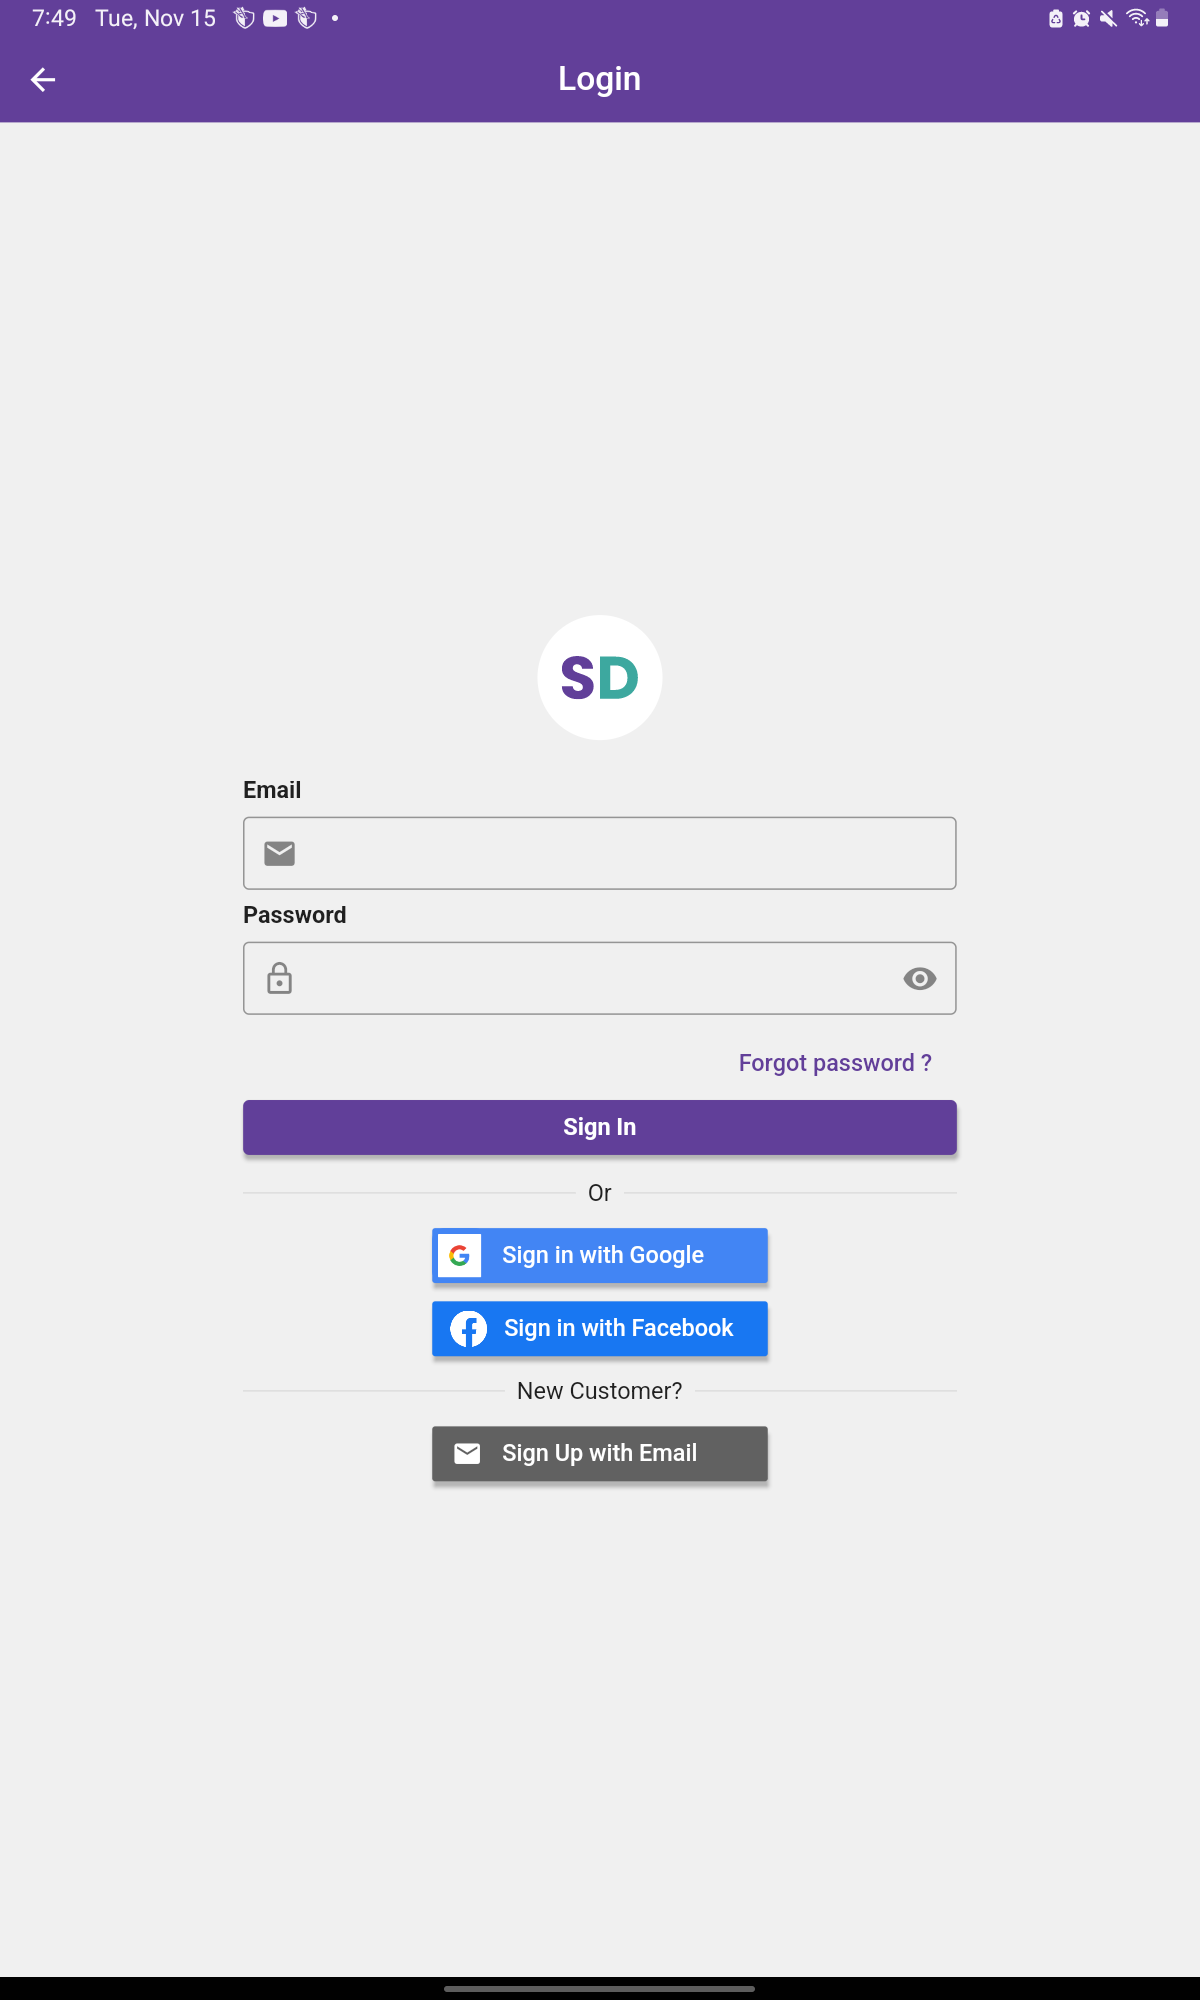 7:49 Tue, Nov 15
Login
SD
Email
Password
Forgot password ?
Sign In
Or
G Sign in with Google
Sign in with Facebook
New Customer?
Sign Up with Email